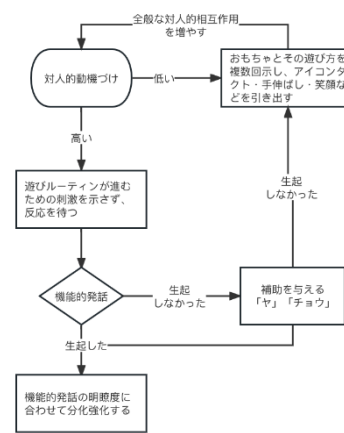 全般な対人的相互作用
を増やす
対人的動機づけ
低い
おもちゃとその遊び方を
複数回示し、アイコンタ
クト・手伸ばし・笑顔な
どを引き出す
高い
遊びルーティンが進む
ための刺激を示さず、
反応を待つ
生起
しなかった
機能的発話
生起
しなかった
補助を与える
「ヤ」「チョウ」
生起した
機能的発話の明瞭度に
合わせて分化強化する